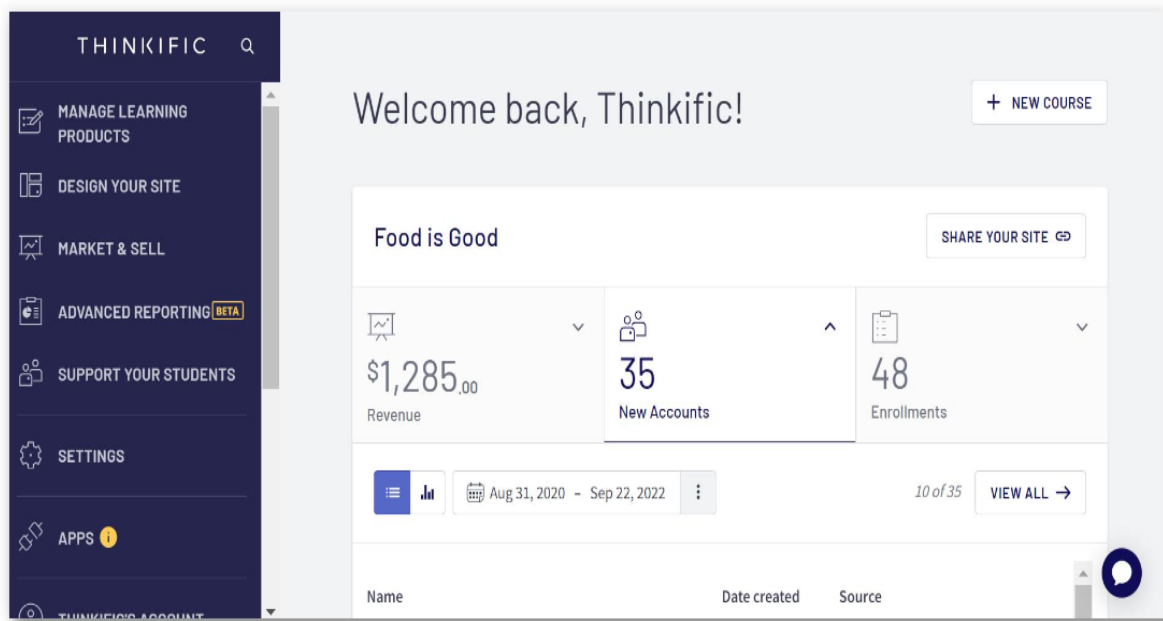 THINKIFIC
MANAGE LEARNING
PRODUCTS
DESIGN YOUR SITE
MARKET & SELL
ADVANCED REPORTING BETA
SUPPORT YOUR STUDENTS
SETTINGS
APPS
THINKIFIC'S ACCOUNT
Welcome back, Thinkific!
+ NEW COURSE
Food is Good
SHARE YOUR SITE
$1,285.00
Revenue
35
New Accounts
48
Enrollments
Aug 31, 2020 - Sep 22, 2022
10 of 35
VIEW ALL →
Name Date created Source